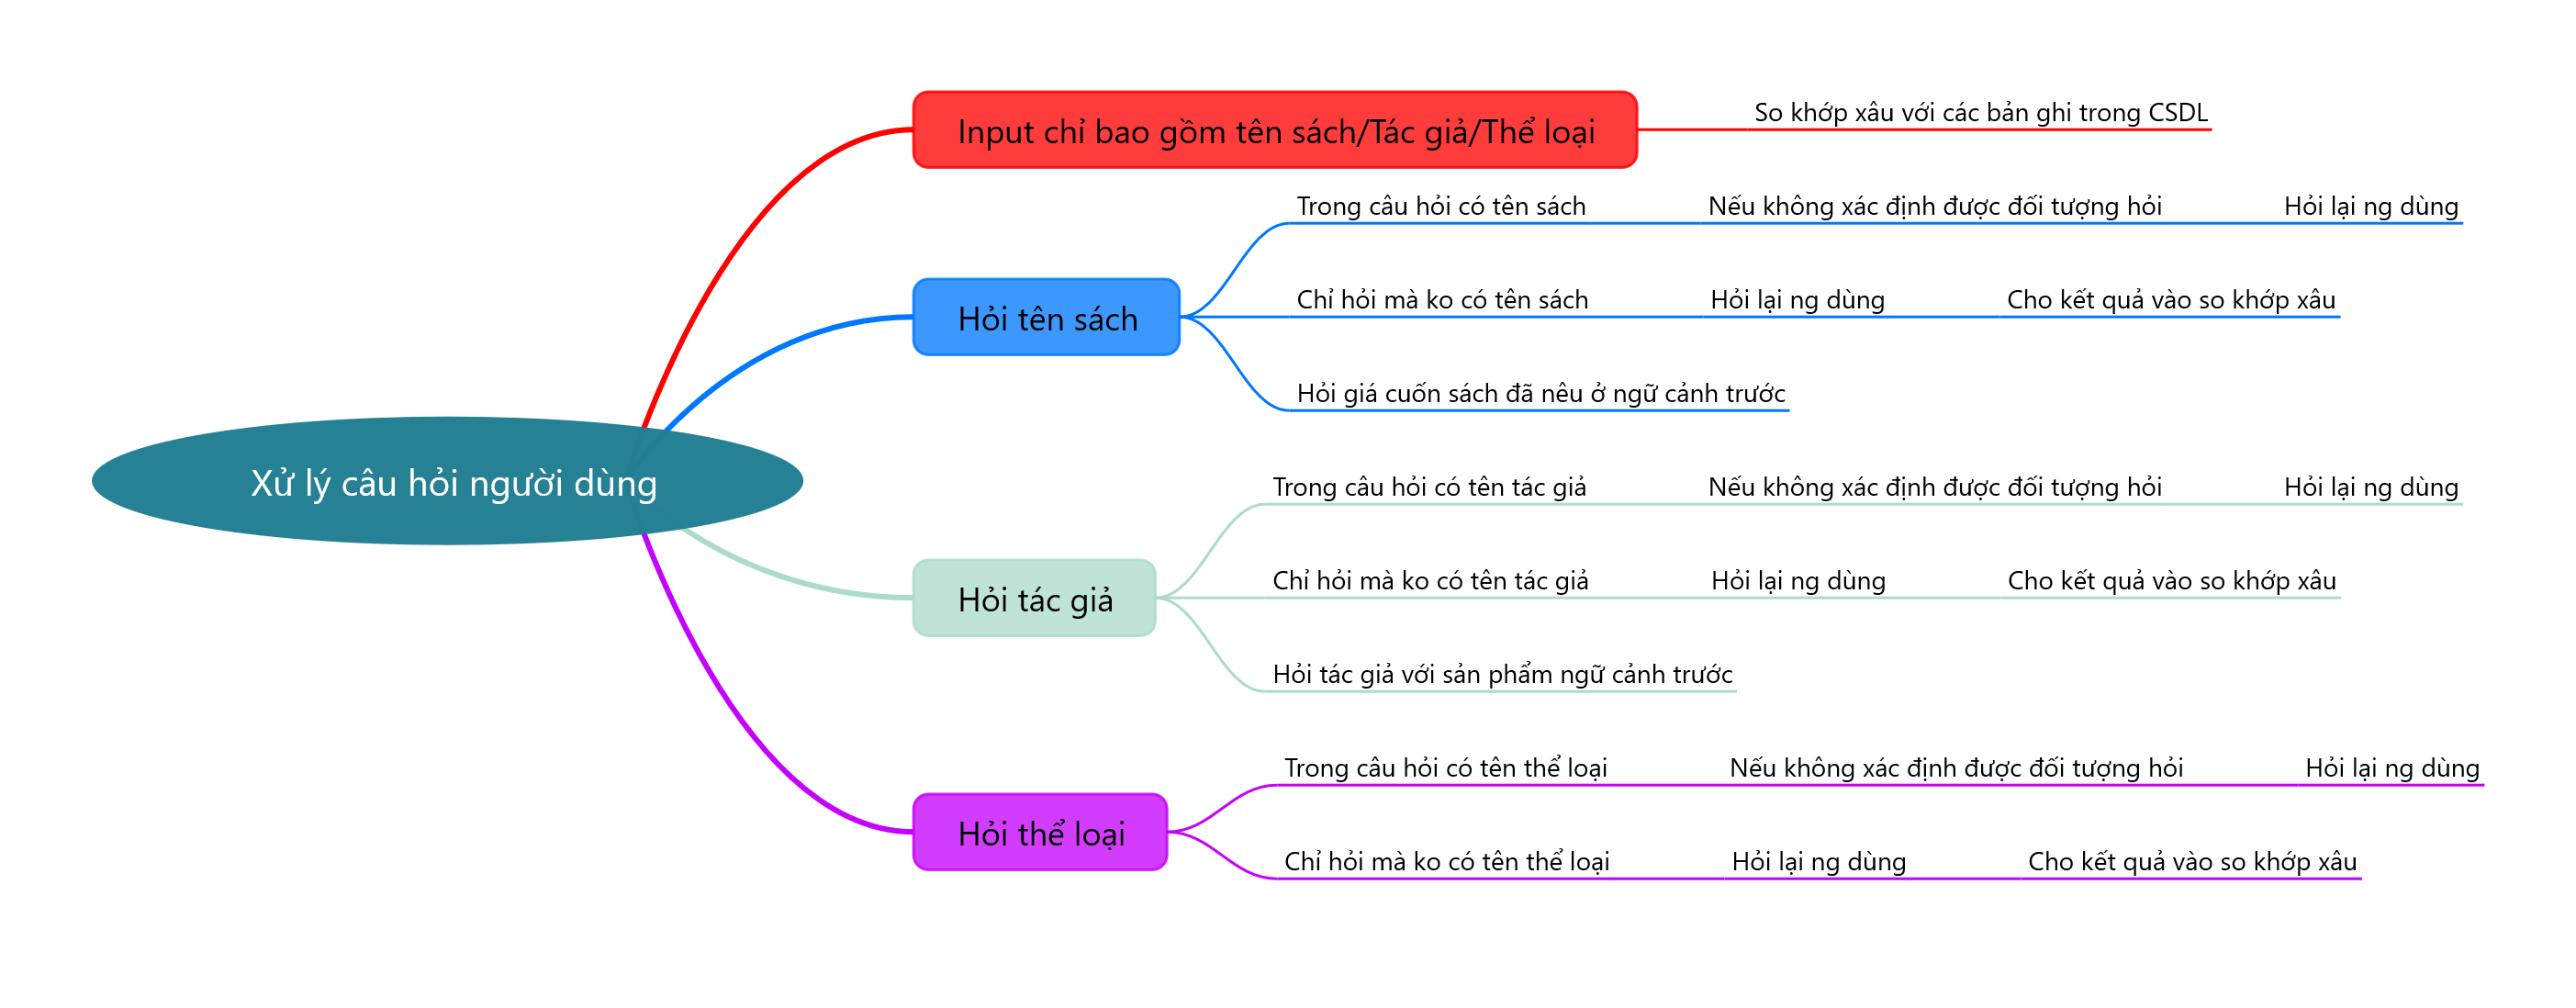 Xử lý câu hỏi người dùng
Input chỉ bao gồm tên sách/Tác giả/Thể loại
So khớp xâu với các bản ghi trong CSDL
Hỏi tên sách
Trong câu hỏi có tên sách
Nếu không xác định được đối tượng hỏi
Hỏi lại ng dùng
Chỉ hỏi mà ko có tên sách
Hỏi lại ng dùng
Cho kết quả vào so khớp xâu
Hỏi giá cuốn sách đã nêu ở ngữ cảnh trước
Hỏi tác giả
Trong câu hỏi có tên tác giả
Nếu không xác định được đối tượng hỏi
Hỏi lại ng dùng
Chỉ hỏi mà ko có tên tác giả
Hỏi lại ng dùng
Cho kết quả vào so khớp xâu
Hỏi tác giả với sản phẩm ngữ cảnh trước
Hỏi thể loại
Trong câu hỏi có tên thể loại
Nếu không xác định được đối tượng hỏi
Hỏi lại ng dùng
Chỉ hỏi mà ko có tên thể loại
Hỏi lại ng dùng
Cho kết quả vào so khớp xâu